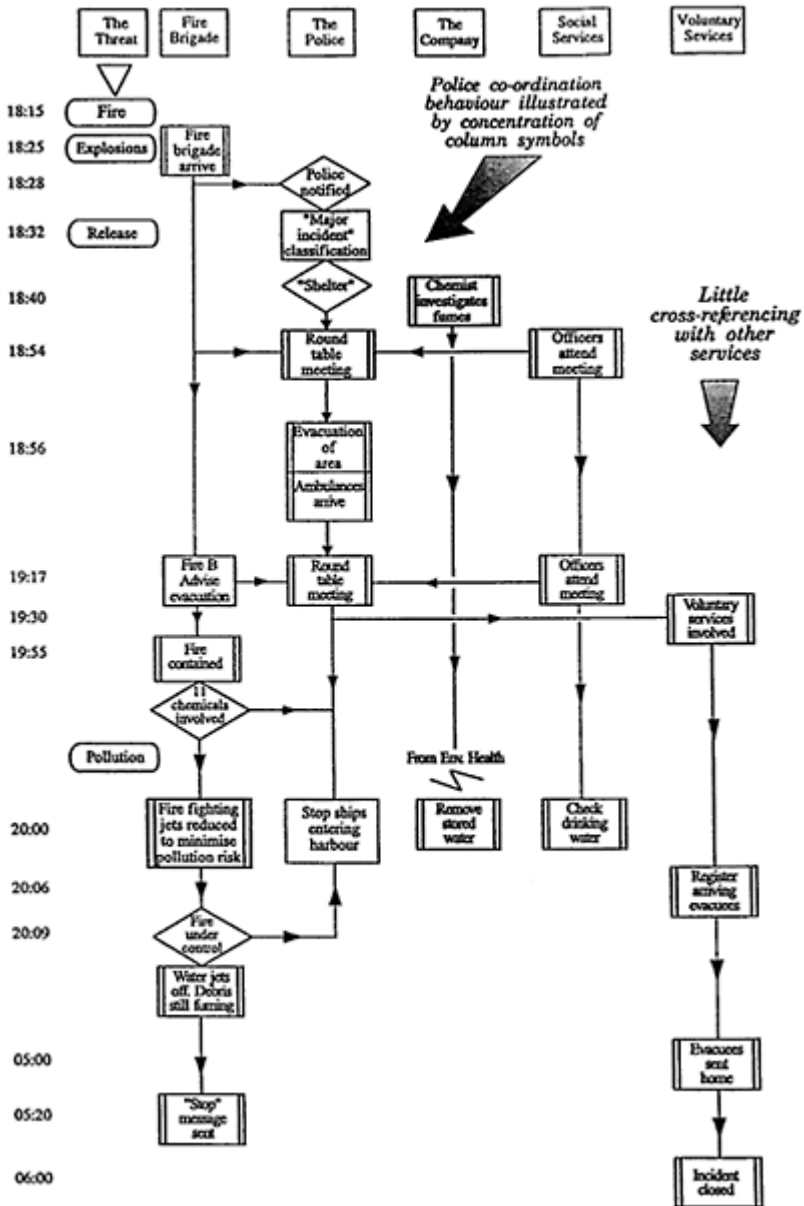 The
Threat
Fire
Brigade
The
Police
The
Company
Social
Services
Voluntary
Sevices
Police co-ordination
behaviour illustrated
by concentration of
column symbols
18:15
Fire
18:25
Explosions
Fire
brigade
arrive
18:28
Police
notified
18:32
Release
"Major
incident"
classification
"Shelter"
18:40
Chemist
investigates
fumes
Little
cross-referencing
with other
services
18:54
Round
table
meeting
Officers
attend
meeting
18:56
Evacuation
of
area
Ambulances
arrive
19:17
Fire B
Advise
evacuation
Round
table
meeting
Officers
attend
meeting
19:30
Voluntary
services
involved
19:55
Fire
contained
11
chemicals
involved
Pollution
From Env. Health
20:00
Fire fighting
jets reduced
to minimise
pollution risk
Stop ships
entering
harbour
Remove
stored
water
Check
drinking
water
20:06
Register
arriving
evacuees
20:09
Fire
under
control
Water jets
off. Debris
still fuming
05:00
Evacuees
sent
home
05:20
"Stop"
message
sent
06:00
Incident
closed